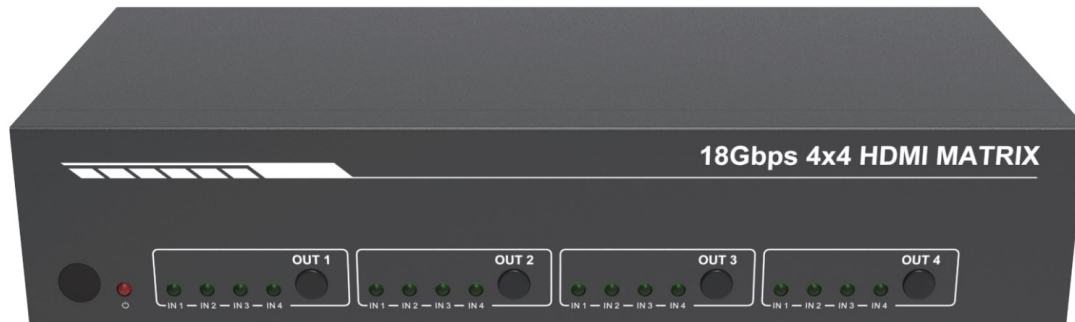 18Gbps 4x4 HDMI MATRIX
OUT 1
IN 1 IN 2 IN 3 IN 4
OUT 2
IN 1 IN 2 IN 3 IN 4
OUT 3
IN 1 IN 2 IN 3 IN 4
OUT 4
IN 1 IN 2 IN 3 IN 4